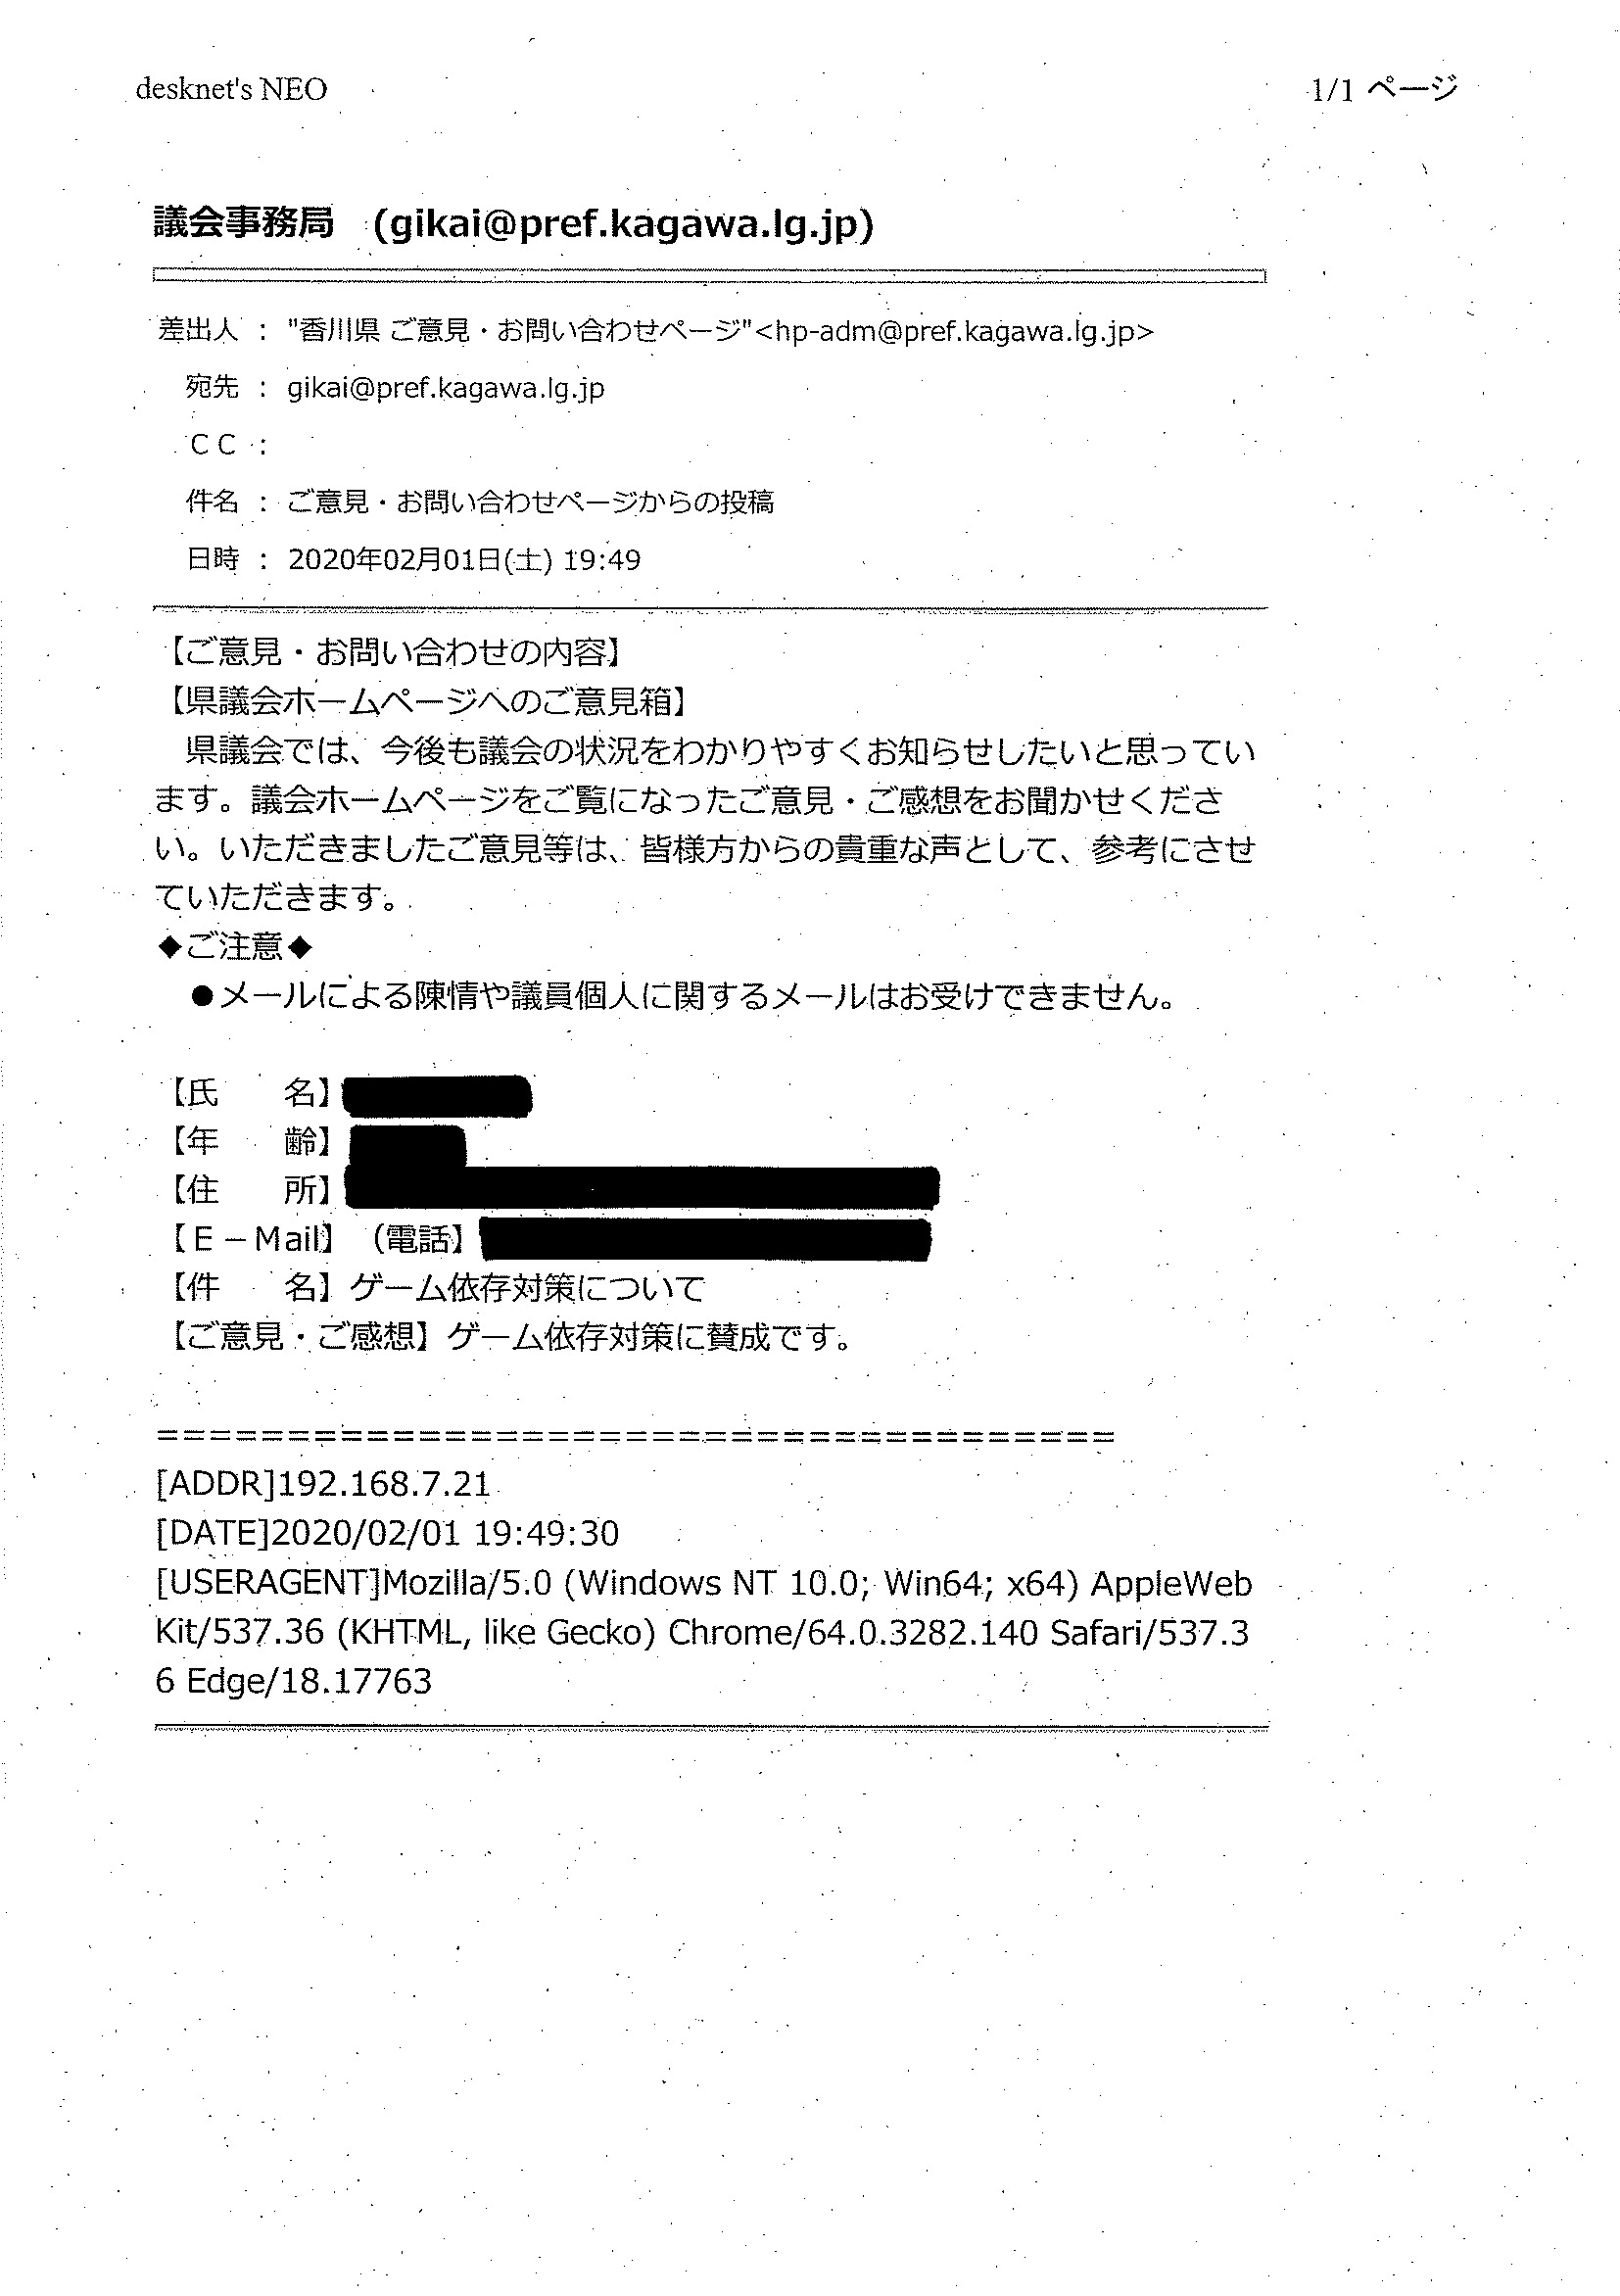 desknet's NEO
1/1 ページ
議会事務局 (gikai@pref.kagawa.lg.jp)
差出人 : "香川県 ご意見・お問い合わせページ"<hp-adm@pref.kagawa.lg.jp>
宛先 : gikai@pref.kagawa.lg.jp
ＣＣ :
件名 : ご意見・お問い合わせページからの投稿
日時 : 2020年02月01日(土) 19:49
【ご意見・お問い合わせの内容】
【県議会ホームページへのご意見箱】
県議会では、今後も議会の状況をわかりやすくお知らせしたいと思ってい
ます。議会ホームページをご覧になったご意見・ご感想をお聞かせくださ
い。いただきましたご意見等は、皆様方からの貴重な声として、参考にさせ
ていただきます。
◆ご注意◆
●メールによる陳情や議員個人に関するメールはお受けできません。
【氏　　名】
【年　　齢】
【住　　所】
【Ｅ－Mail】（電話】
【件　　名】ゲーム依存対策について
【ご意見・ご感想】ゲーム依存対策に賛成です。
=====================================
[ADDR]192.168.7.21
[DATE]2020/02/01 19:49:30
[USERAGENT]Mozilla/5.0 (Windows NT 10.0; Win64; x64) AppleWeb
Kit/537.36 (KHTML, like Gecko) Chrome/64.0.3282.140 Safari/537.3
6 Edge/18.17763